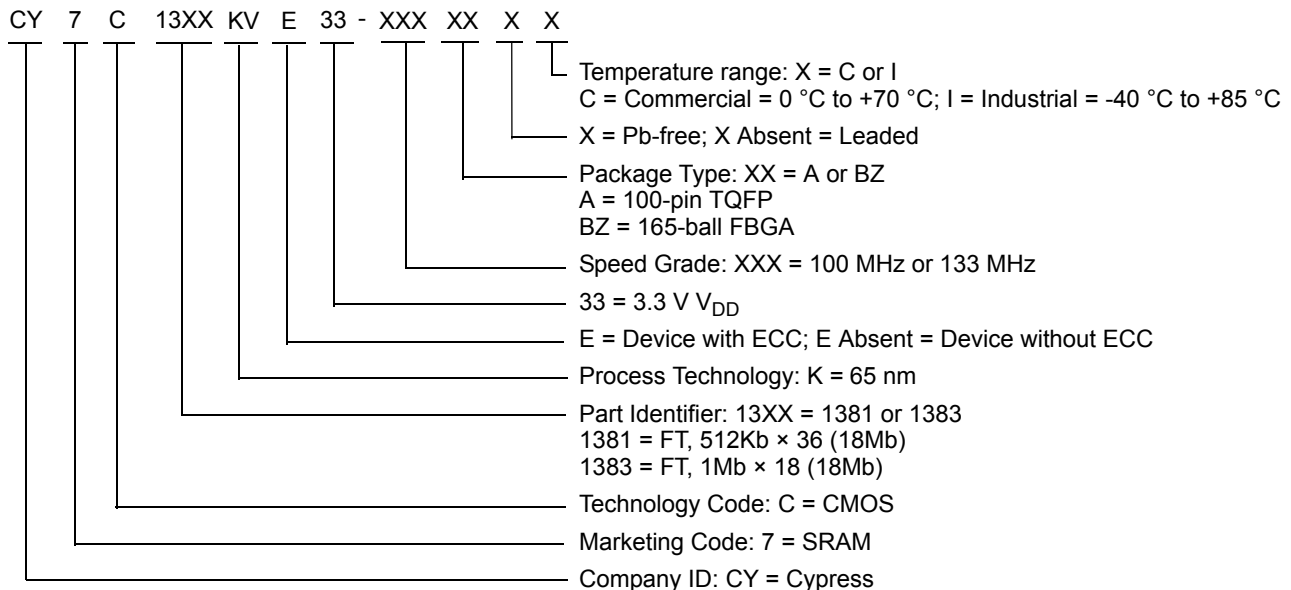 CY 7 C 13XX KV E 33 - XXX XX X X
Temperature range: X = C or I
C = Commercial = 0 °C to +70 °C; I = Industrial = -40 °C to +85 °C
X = Pb-free; X Absent = Leaded
Package Type: XX = A or BZ
A = 100-pin TQFP
BZ = 165-ball FBGA
Speed Grade: XXX = 100 MHz or 133 MHz
33 = 3.3 V VDD
E = Device with ECC; E Absent = Device without ECC
Process Technology: K = 65 nm
Part Identifier: 13XX = 1381 or 1383
1381 = FT, 512Kb × 36 (18Mb)
1383 = FT, 1Mb × 18 (18Mb)
Technology Code: C = CMOS
Marketing Code: 7 = SRAM
Company ID: CY = Cypress